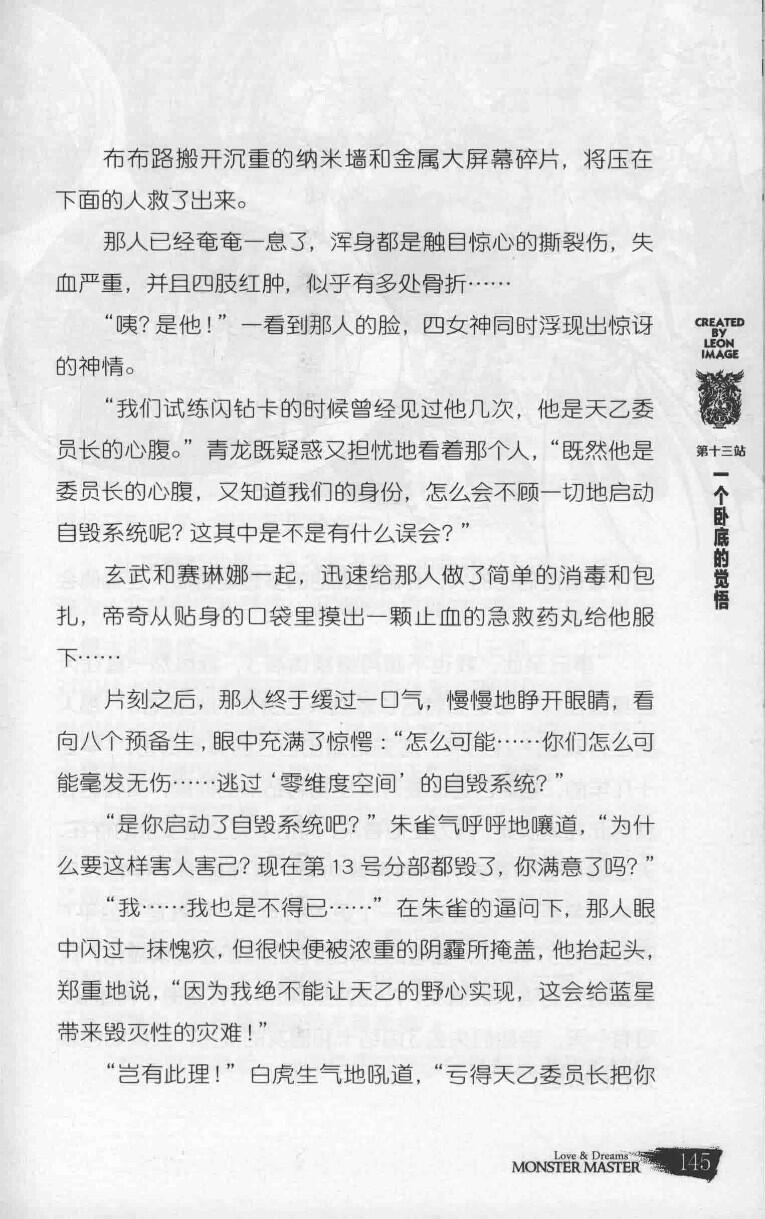 布布路搬开沉重的纳米墙和金属大屏幕碎片，将压在
下面的人救了出来。
那人已经奄奄一息了，浑身都是触目惊心的撕裂伤，失
血严重，并且四肢红肿，似乎有多处骨折……
“咦？是他！”一看到那人的脸，四女神同时浮现出惊讶
的神情。
“我们试练闪钻卡的时候曾经见过他几次，他是天乙委
员长的心腹。”青龙既疑惑又担忧地看着那个人，“既然他是
委员长的心腹，又知道我们的身份，怎么会不顾一切地启动
自毁系统呢？这其中是不是有什么误会？”
玄武和赛琳娜一起，迅速给那人做了简单的消毒和包
扎，帝奇从贴身的口袋里摸出一颗止血的急救药丸给他服
下……
片刻之后，那人终于缓过一口气，慢慢地睁开眼睛，看
向八个预备生，眼中充满了惊愕：“怎么可能……你们怎么可
能毫发无伤……逃过‘零维度空间’的自毁系统？”
“是你启动了自毁系统吧？”朱雀气呼呼地嚷道，“为什
么要这样害人害己？现在第13号分部都毁了，你满意了吗？”
“我……我也是不得已……”在朱雀的逼问下，那人眼
中闪过一抹愧疚，但很快便被浓重的阴霾所掩盖，他抬起头，
郑重地说，“因为我绝不能让天乙的野心实现，这会给蓝星
带来毁灭性的灾难！”
“岂有此理！”白虎生气地吼道，“亏得天乙委员长把你
CREATED
BY
LEON
IMAGE
第十三站
一个卧底的觉悟
Love & Dreams
MONSTER MASTER
145